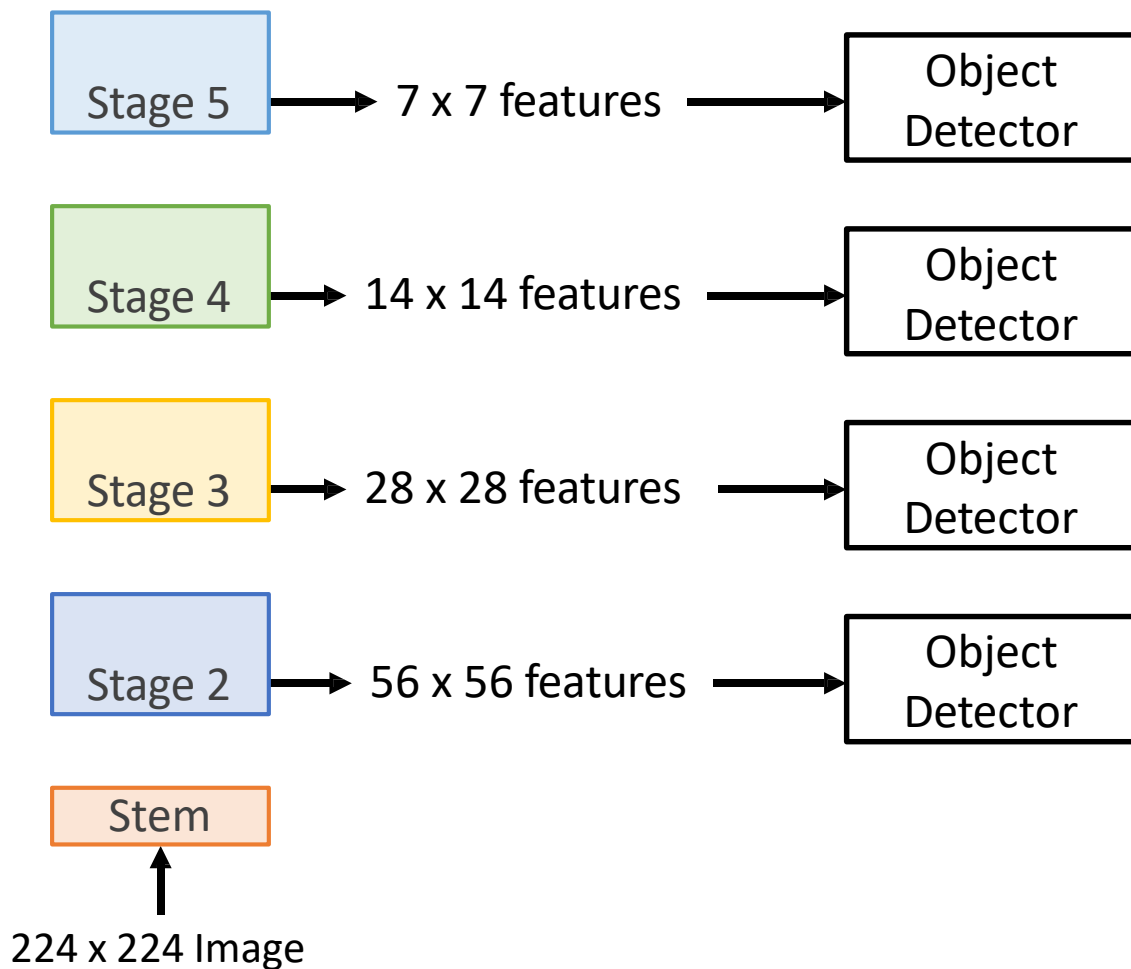 Stage 5
7 x 7 features
Object
Detector
Stage 4
14 x 14 features
Object
Detector
Stage 3
28 x 28 features
Object
Detector
Stage 2
56 x 56 features
Object
Detector
Stem
224 x 224 Image